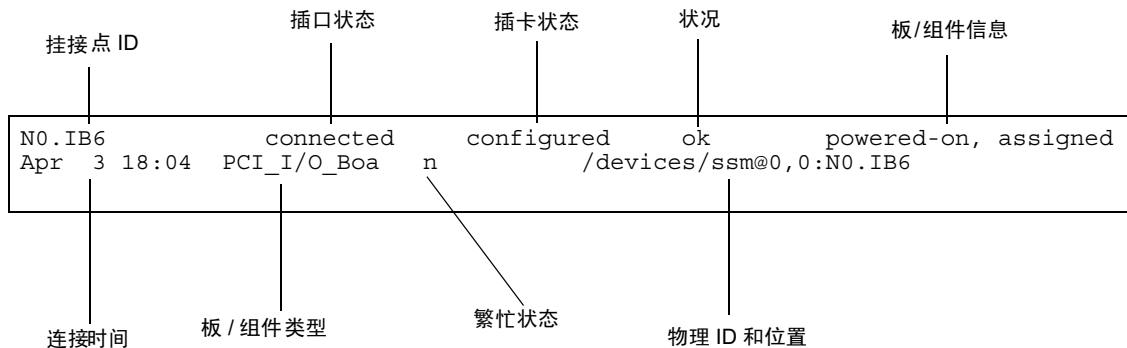 挂接点 ID 插口状态 插卡状态 状况 板/组件信息
N0.IB6 connected configured ok powered-on, assigned
Apr 3 18:04 PCI_I/O_Boa n /devices/ssm@0,0:N0.IB6
连接时间 板 / 组件类型 繁忙状态 物理 ID 和位置